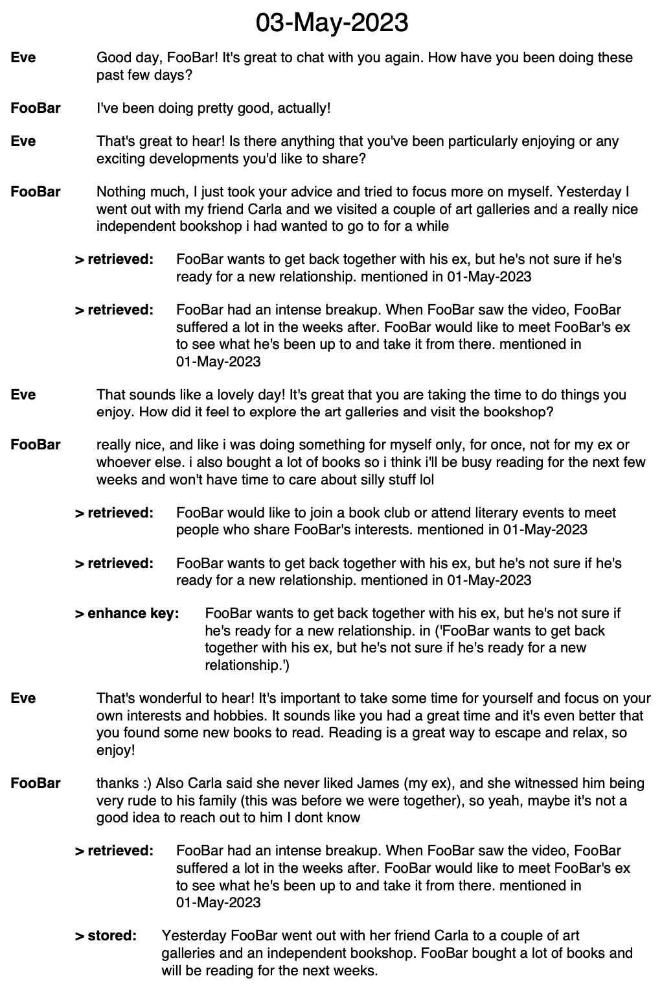 03-May-2023
Eve Good day, FooBar! It's great to chat with you again. How have you been doing these
past few days?
FooBar I've been doing pretty good, actually!
Eve That's great to hear! Is there anything that you've been particularly enjoying or any
exciting developments you'd like to share?
FooBar Nothing much, I just took your advice and tried to focus more on myself. Yesterday I
went out with my friend Carla and we visited a couple of art galleries and a really nice
independent bookshop i had wanted to go to for a while
> retrieved: FooBar wants to get back together with his ex, but he's not sure if he's
ready for a new relationship. mentioned in 01-May-2023
> retrieved: FooBar had an intense breakup. When FooBar saw the video, FooBar
suffered a lot in the weeks after. FooBar would like to meet FooBar's ex
to see what he's been up to and take it from there. mentioned in
01-May-2023
Eve That sounds like a lovely day! It's great that you are taking the time to do things you
enjoy. How did it feel to explore the art galleries and visit the bookshop?
FooBar really nice, and like i was doing something for myself only, for once, not for my ex or
whoever else. i also bought a lot of books so i think i'll be busy reading for the next few
weeks and won't have time to care about silly stuff lol
> retrieved: FooBar would like to join a book club or attend literary events to meet
people who share FooBar's interests. mentioned in 01-May-2023
> retrieved: FooBar wants to get back together with his ex, but he's not sure if he's
ready for a new relationship. mentioned in 01-May-2023
> enhance key: FooBar wants to get back together with his ex, but he's not sure if
he's ready for a new relationship. in ('FooBar wants to get back
together with his ex, but he's not sure if he's ready for a new
relationship.')
Eve That's wonderful to hear! It's important to take some time for yourself and focus on your
own interests and hobbies. It sounds like you had a great time and it's even better that
you found some new books to read. Reading is a great way to escape and relax, so
enjoy!
FooBar thanks :) Also Carla said she never liked James (my ex), and she witnessed him being
very rude to his family (this was before we were together), so yeah, maybe it's not a
good idea to reach out to him I dont know
> retrieved: FooBar had an intense breakup. When FooBar saw the video, FooBar
suffered a lot in the weeks after. FooBar would like to meet FooBar's ex
to see what he's been up to and take it from there. mentioned in
01-May-2023
> stored: Yesterday FooBar went out with her friend Carla to a couple of art
galleries and an independent bookshop. FooBar bought a lot of books and
will be reading for the next weeks.